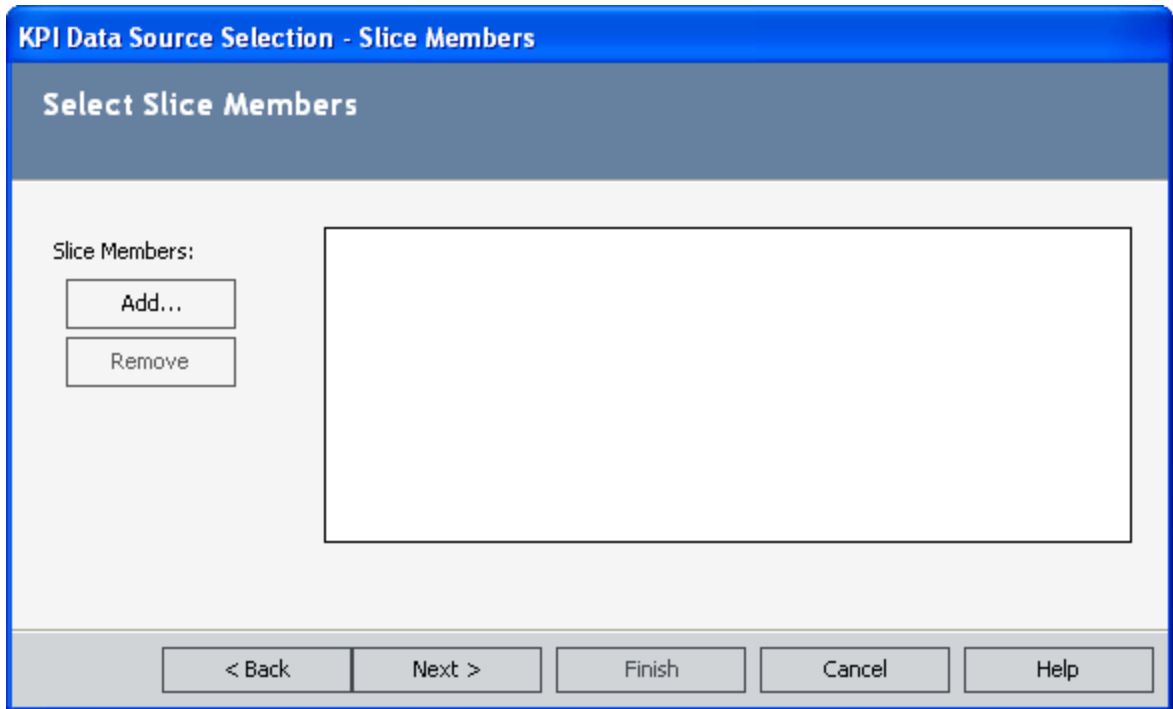 KPI Data Source Selection - Slice Members
Select Slice Members
Slice Members:
Add...
Remove
< Back
Next >
Finish
Cancel
Help